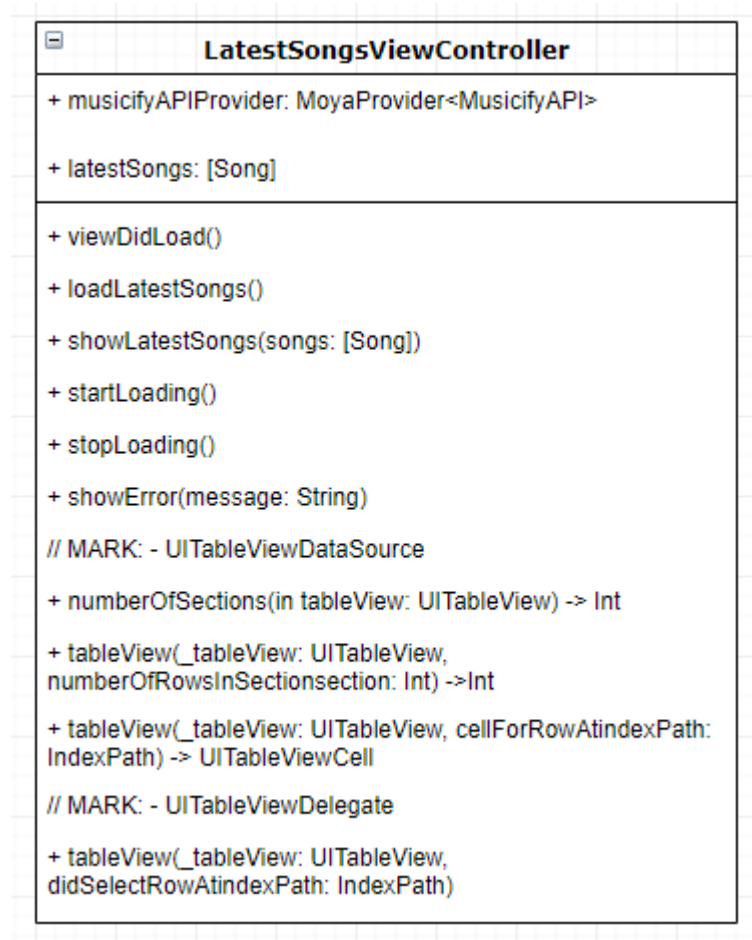 LatestSongsViewController
+ musicifyAPIProvider: MoyaProvider<MusicifyAPI>
+ latestSongs: [Song]
+ viewDidLoad()
+ loadLatestSongs()
+ showLatestSongs(songs: [Song])
+ startLoading()
+ stopLoading()
+ showError(message: String)
// MARK: - UITableViewDataSource
+ numberOfSections(in tableView: UITableView) -> Int
+ tableView(_tableView: UITableView,
numberOfRowsInSectionsection: Int) ->Int
+ tableView(_tableView: UITableView, cellForRowAtindexPath:
IndexPath) -> UITableViewCell
// MARK: - UITableViewDelegate
+ tableView(_tableView: UITableView,
didSelectRowAtindexPath: IndexPath)